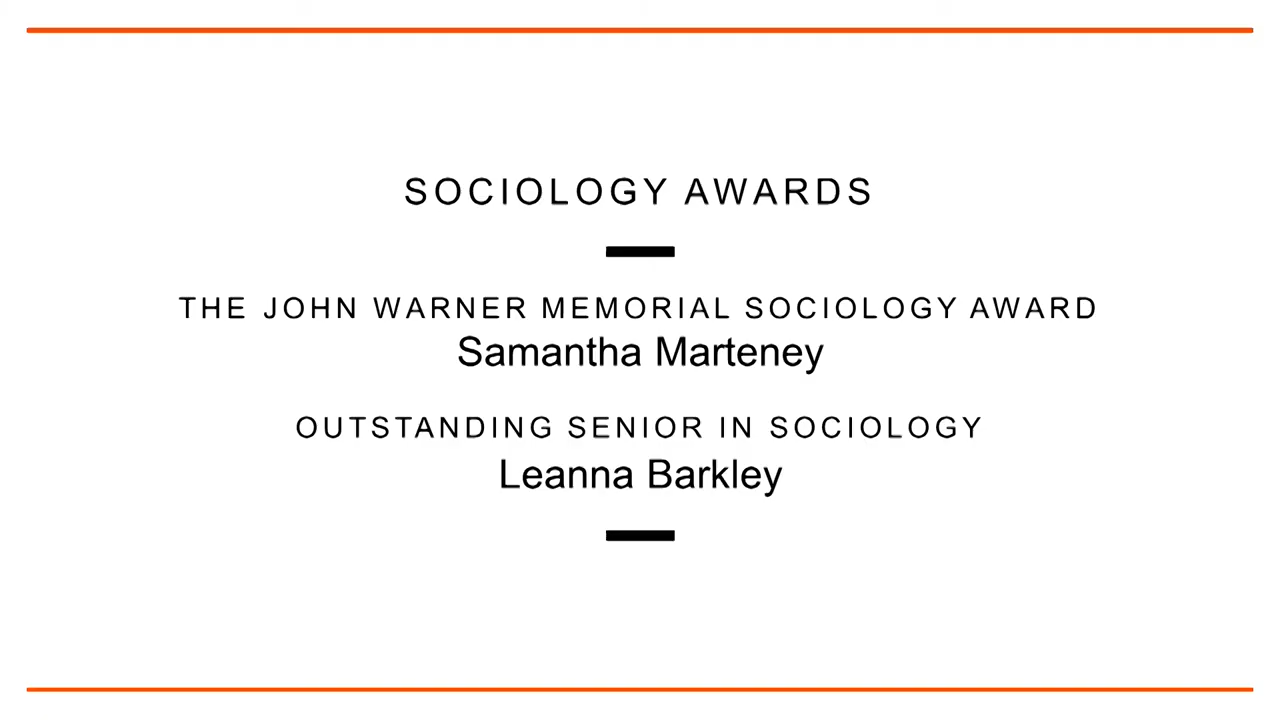 SOCIOLOGY AWARDS
THE JOHN WARNER MEMORIAL SOCIOLOGY AWARD
Samantha Marteney
OUTSTANDING SENIOR IN SOCIOLOGY
Leanna Barkley